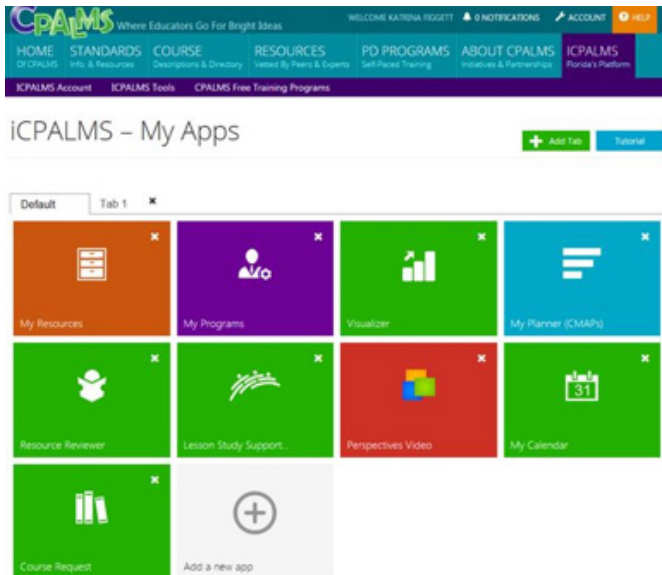 CPALMS Where Educators Go For Bright Ideas
WELCOME KATRINA FIGGETT 0 NOTIFICATIONS ACCOUNT HELP
HOME STANDARDS COURSE RESOURCES PD PROGRAMS ABOUT CPALMS ICPALMS
Of CPALMS Info. & Resources Descriptions & Directory Vetted By Peers & Experts Self-Paced Training Initiatives & Partnerships Florida's Platform
ICPALMS Account ICPALMS Tools CPALMS Free Training Programs
iCPALMS – My Apps
Add Tab Tutorial
Default Tab 1
My Resources My Programs Visualizer My Planner (CMAPs)
31
Resource Reviewer Lesson Study Support... Perspectives Video My Calendar
Course Request Add a new app